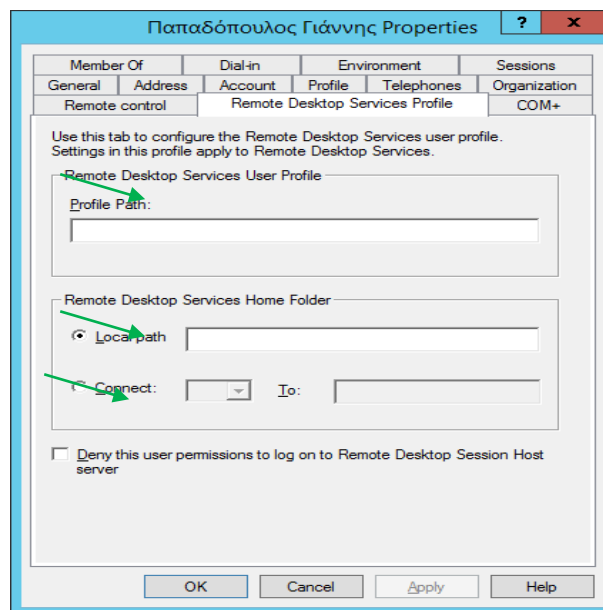 Παπαδόπουλος Γιάννης Properties ? x
Member Of Dial-in Environment Sessions
General Address Account Profile Telephones Organization
Remote control Remote Desktop Services Profile COM+
Use this tab to configure the Remote Desktop Services user profile.
Settings in this profile apply to Remote Desktop Services.
Remote Desktop Services User Profile
Profile Path:
Remote Desktop Services Home Folder
Local path
Connect: To:
Deny this user permissions to log on to Remote Desktop Session Host
server
OK Cancel Apply Help